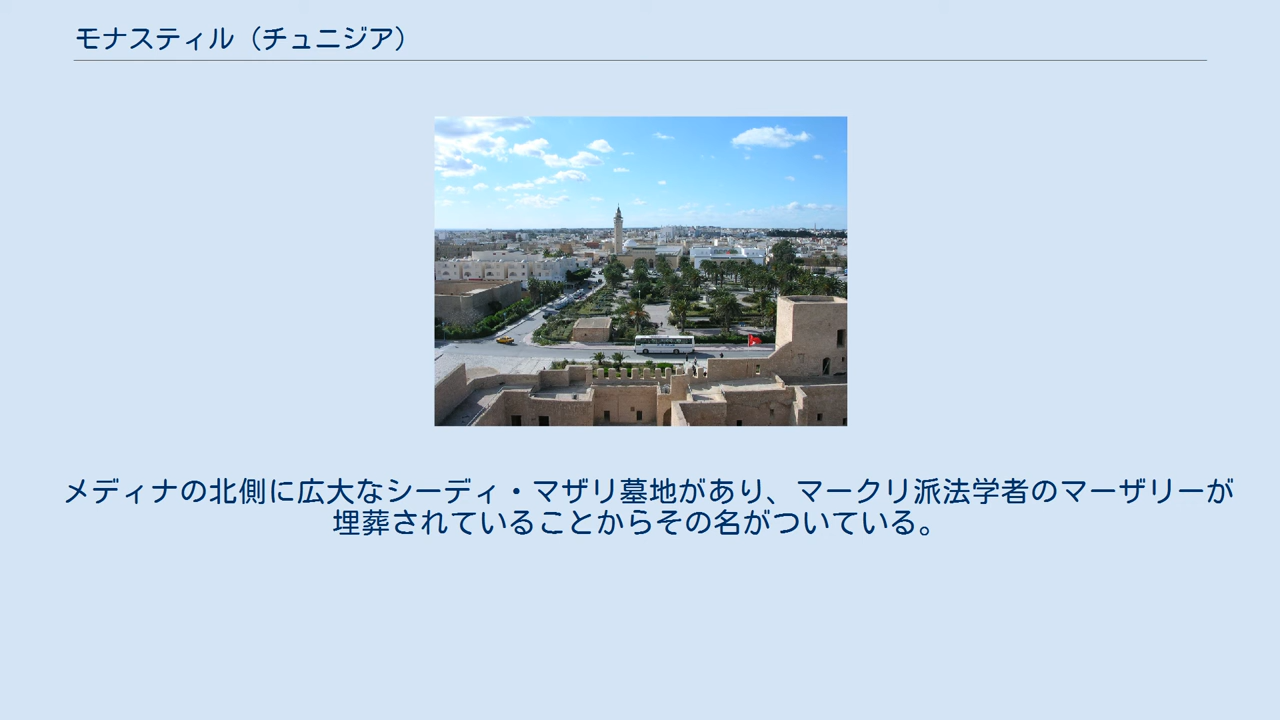 モナスティル（チュニジア）
メディナの北側に広大なシーディ・マザリ墓地があり、マークリ派法学者のマーザリーが
埋葬されていることからその名がついている。